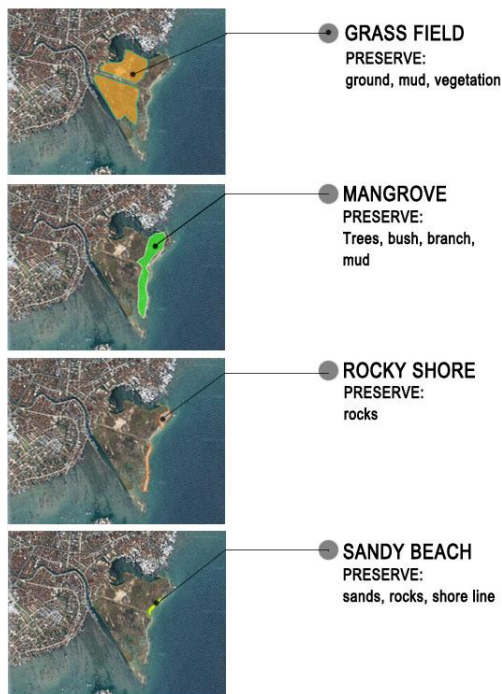 GRASS FIELD
PRESERVE:
ground, mud, vegetation
MANGROVE
PRESERVE:
Trees, bush, branch,
mud
ROCKY SHORE
PRESERVE:
rocks
SANDY BEACH
PRESERVE:
sands, rocks, shore line